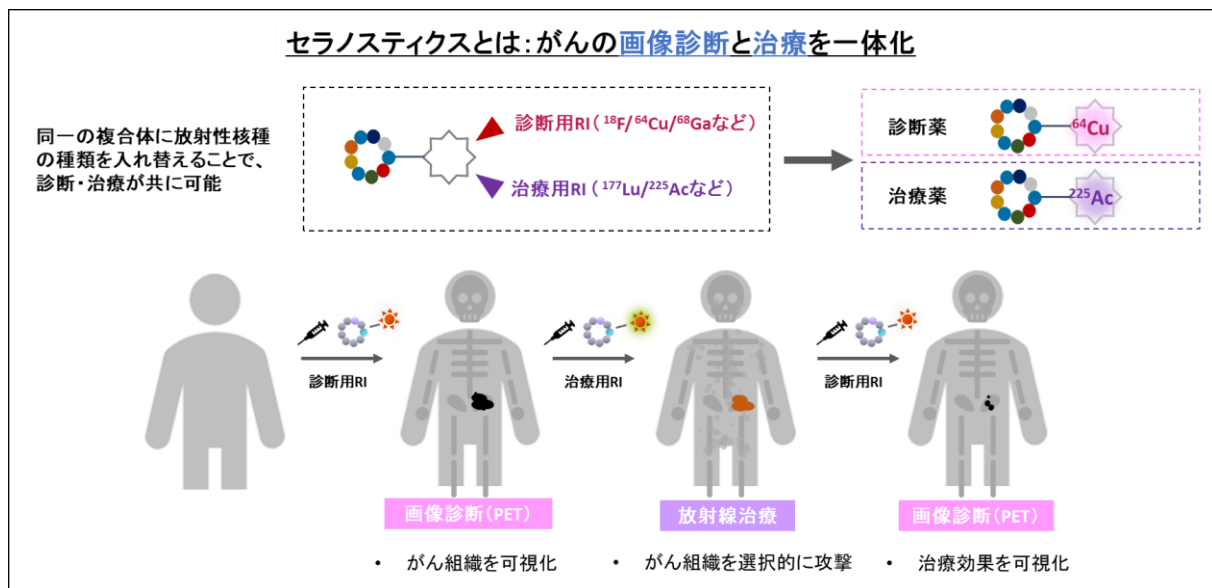 セラノスティクスとは：がんの画像診断と治療を一体化
同一の複合体に放射性核種
の種類を入れ替えることで、
診断・治療が共に可能
診断用RI（ ¹⁸F/⁶⁴Cu/⁶⁸Gaなど）
治療用RI（ ¹⁷⁷Lu/²²⁵Acなど）
診断薬
⁶⁴Cu
治療薬
²²⁵Ac
診断用RI
治療用RI
診断用RI
画像診断（PET）
放射線治療
画像診断（PET）
• がん組織を可視化
• がん組織を選択的に攻撃
• 治療効果を可視化